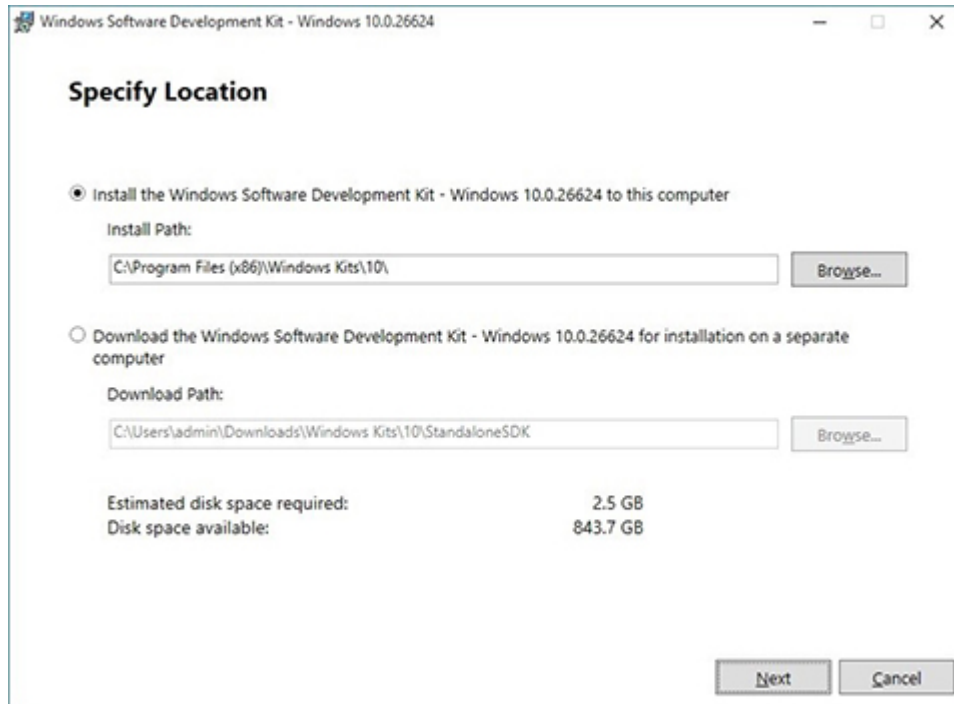 Windows Software Development Kit - Windows 10.0.26624
Specify Location
Install the Windows Software Development Kit - Windows 10.0.26624 to this computer
Install Path:
C:\Program Files (x86)\Windows Kits\10\
Browse...
Download the Windows Software Development Kit - Windows 10.0.26624 for installation on a separate
computer
Download Path:
C:\Users\admin\Downloads\Windows Kits\10\StandaloneSDK
Browse...
Estimated disk space required: 2.5 GB
Disk space available: 843.7 GB
Next Cancel